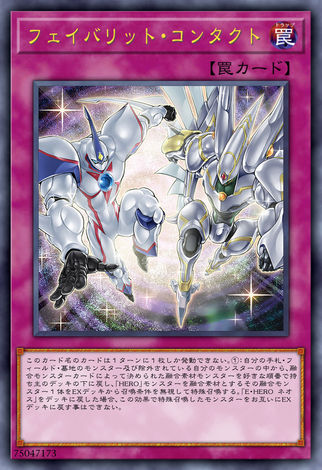 フェイバリット・コンタクト
トラップ
罠
【罠カード】
このカード名のカードは1ターンに1枚しか発動できない。①:自分の手札・
フィールド・墓地のモンスター及び除外されている自分のモンスターの中から、融
合モンスターカードによって決められた融合素材モンスターを好きな順番で持
ち主のデッキの下に戻し、「HERO」モンスターを融合素材とするその融合モン
スター1体をEXデッキから召喚条件を無視して特殊召喚する。「E・HERO ネオ
ス」をデッキに戻した場合、この効果で特殊召喚したモンスターをお互いにEX
デッキに戻す事はできない。
75047173